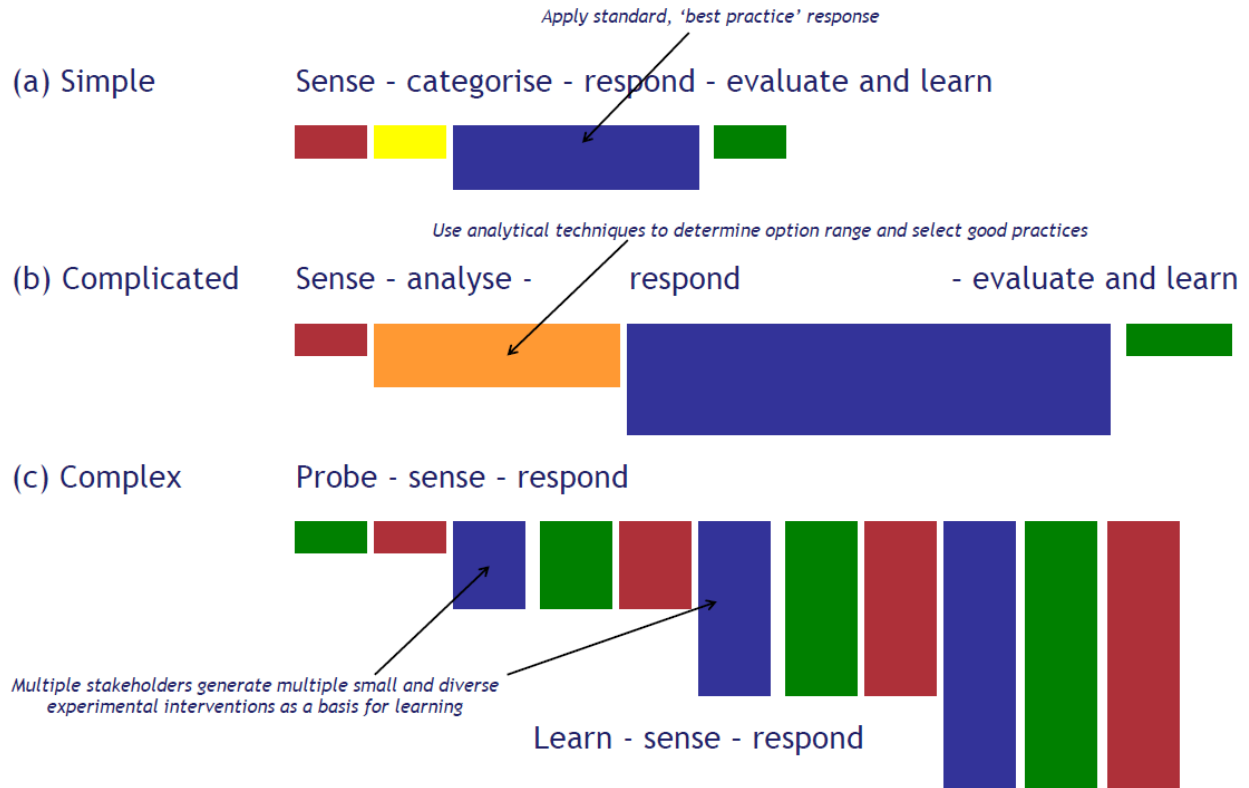 Apply standard, ‘best practice’ response
(a) Simple
Sense – categorise – respond – evaluate and learn
Use analytical techniques to determine option range and select good practices
(b) Complicated
Sense – analyse - respond – evaluate and learn
(c) Complex
Probe - sense – respond
Multiple stakeholders generate multiple small and diverse
experimental interventions as a basis for learning
Learn - sense – respond